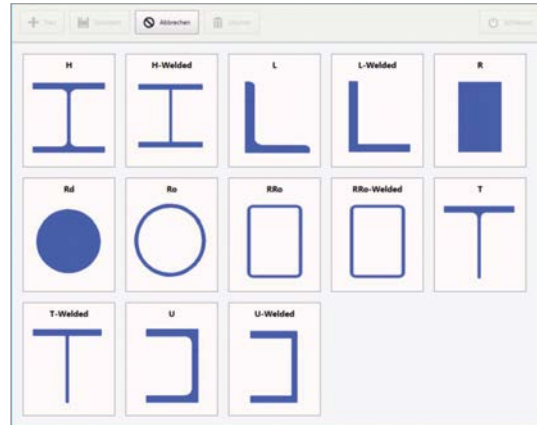 Abbrechen
H
H-Welded
L
L-Welded
R
Rd
Ro
RRo
RRo-Welded
T
T-Welded
U
U-Welded